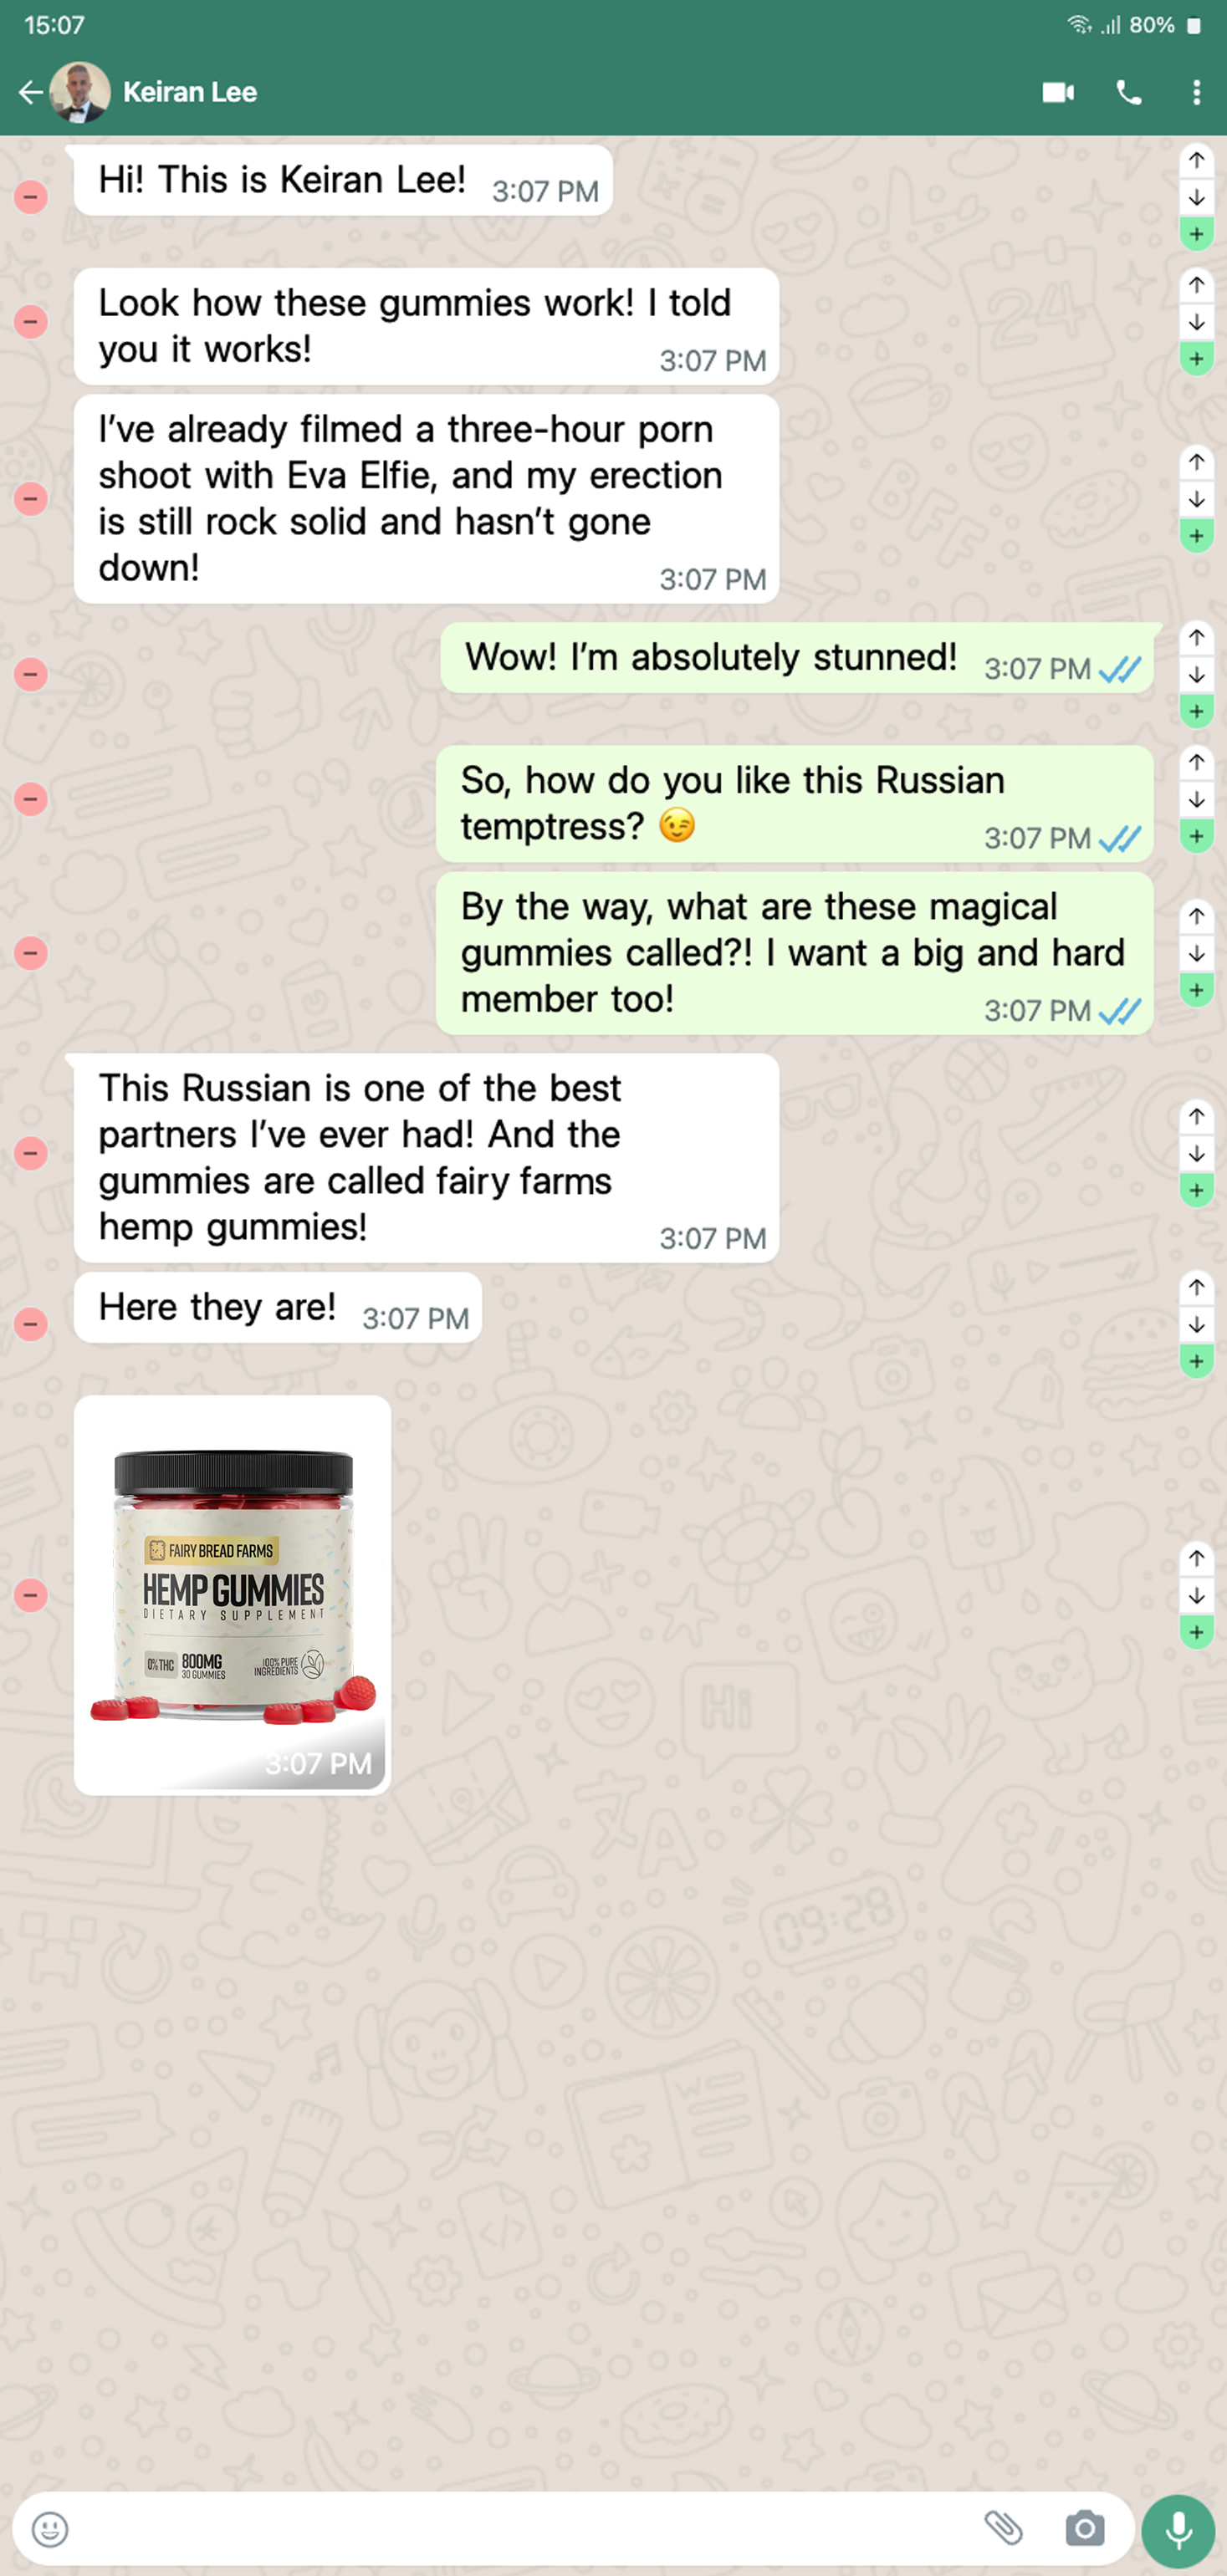 15:07
80%
Keiran Lee
Hi! This is Keiran Lee! 3:07 PM
Look how these gummies work! I told
you it works! 3:07 PM
I've already filmed a three-hour porn
shoot with Eva Elfie, and my erection
is still rock solid and hasn't gone
down! 3:07 PM
Wow! I'm absolutely stunned! 3:07 PM
So, how do you like this Russian
temptress? 😉 3:07 PM
By the way, what are these magical
gummies called?! I want a big and hard
member too! 3:07 PM
This Russian is one of the best
partners I've ever had! And the
gummies are called fairy farms
hemp gummies! 3:07 PM
Here they are! 3:07 PM
FAIRY BREAD FARMS
HEMP GUMMIES
DIETARY SUPPLEMENT
0% THC 800MG 100% PURE
30 GUMMIES INGREDIENTS
3:07 PM